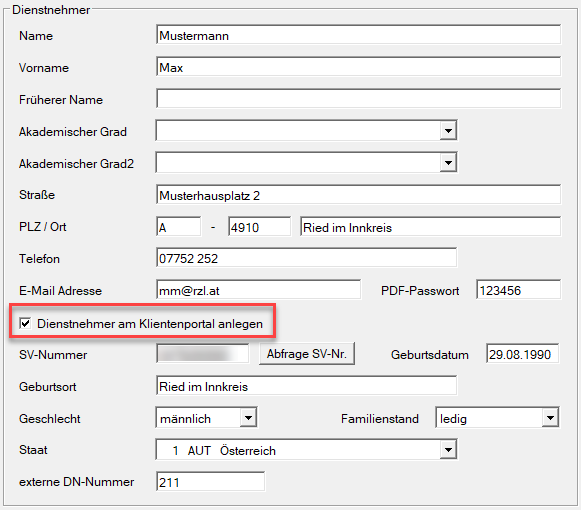 Dienstnehmer
Name Mustermann
Vorname Max
Früherer Name
Akademischer Grad
Akademischer Grad2
Straße Musterhausplatz 2
PLZ / Ort A - 4910 Ried im Innkreis
Telefon 07752 252
E-Mail Adresse mm@rzl.at PDF-Passwort 123456
Dienstnehmer am Klientenportal anlegen
SV-Nummer Abfrage SV-Nr. Geburtsdatum 29.08.1990
Geburtsort Ried im Innkreis
Geschlecht männlich Familienstand ledig
Staat 1 AUT Österreich
externe DN-Nummer 211